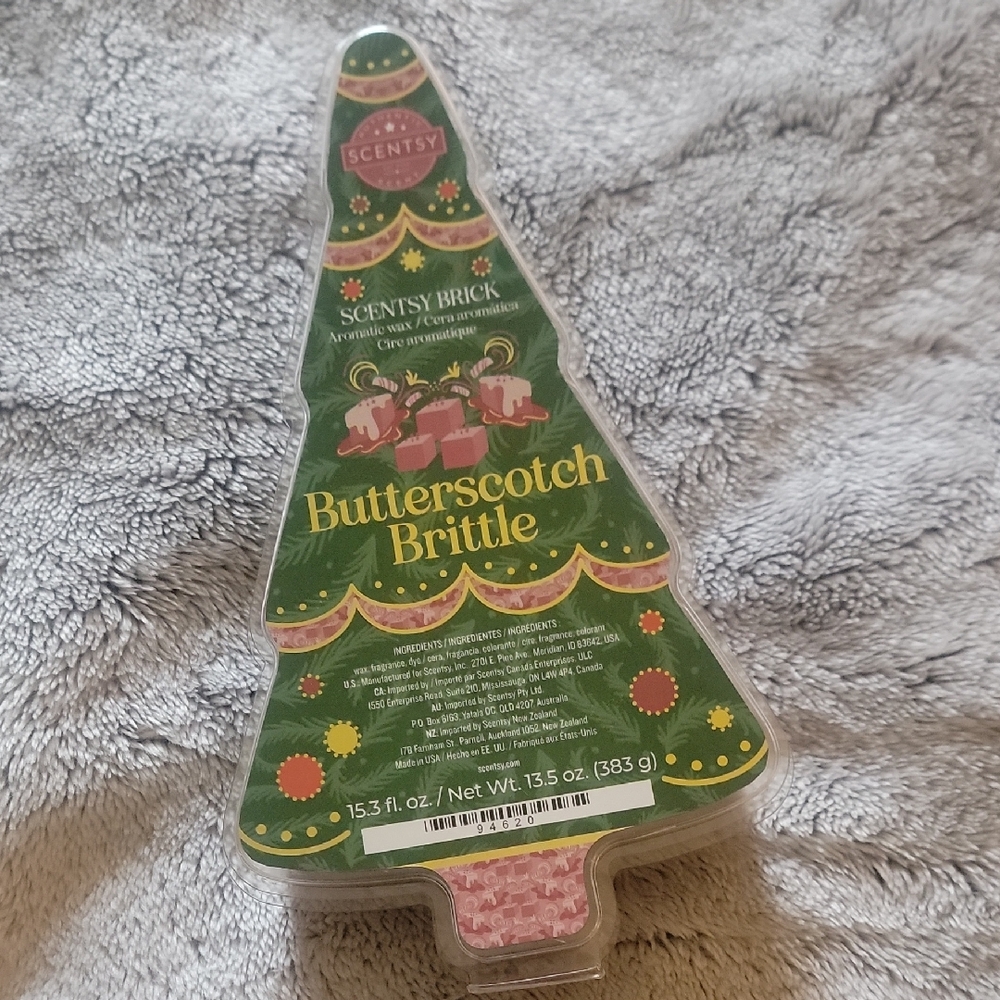 AUTHENTIC
SCENTSY
SCENT
SCENTSY BRICK
Aromatic wax / Cera aromática
Cire aromatique
Butterscotch
Brittle
INGREDIENTS / INGREDIENTES / INGRÉDIENTS :
wax, fragrance, dye / cera, fragancia, colorante / cire, fragrance, colorant
U.S.: Manufactured for Scentsy, Inc. 2701 E. Pine Ave., Meridian, ID 83642, USA
CA: Imported by / Importé par Scentsy Canada Enterprises, ULC
1550 Enterprise Road, Suite 210, Mississauga, ON L4W 4P4, Canada
AU: Imported by Scentsy Pty Ltd.
P.O. Box 6163, Yatala DC, QLD 4207, Australia
NZ: Imported by Scentsy New Zealand
17B Farnham St., Parnell, Auckland 1052, New Zealand
Made in USA / Hecho en EE. UU. / Fabriqué aux États-Unis
scentsy.com
15.3 fl. oz. / Net Wt. 13.5 oz. (383 g)
94620